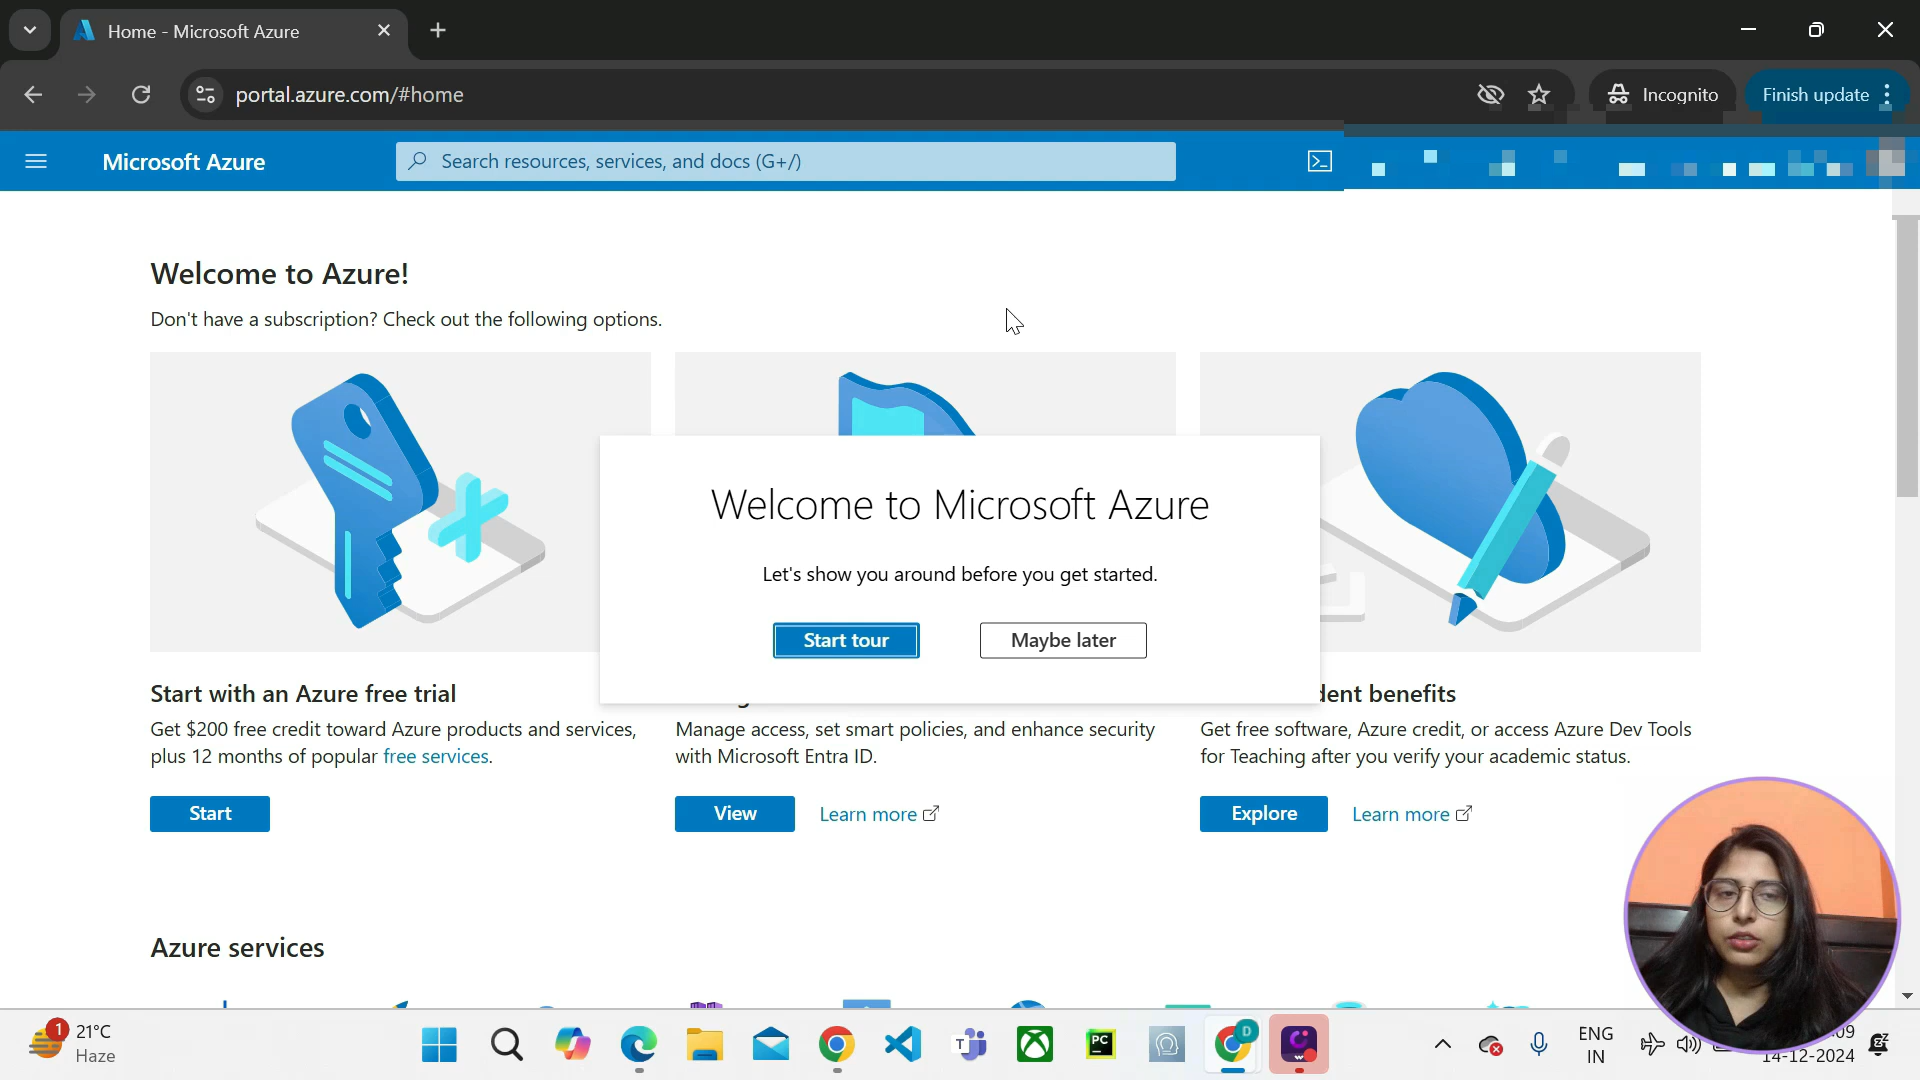 Home - Microsoft Azure
portal.azure.com/#home
Incognito
Finish update
Microsoft Azure
Search resources, services, and docs (G+/)
Welcome to Azure!
Don't have a subscription? Check out the following options.
Welcome to Microsoft Azure
Let's show you around before you get started.
Start tour
Maybe later
Start with an Azure free trial
Get $200 free credit toward Azure products and services,
plus 12 months of popular free services.
Start
Manage access, set smart policies, and enhance security
with Microsoft Entra ID.
View
Learn more
benefits
Get free software, Azure credit, or access Azure Dev Tools
for Teaching after you verify your academic status.
Explore
Learn more
Azure services
1
21°C
Haze
T
PC
D
ENG
IN
14-12-2024